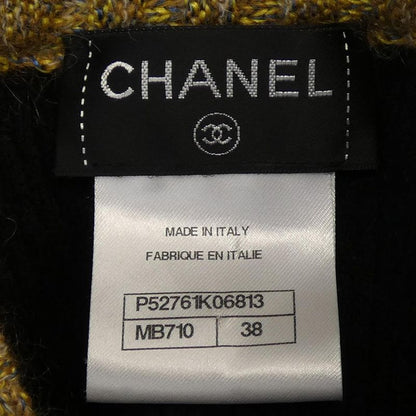 CHANEL
MADE IN ITALY
FABRIQUE EN ITALIE
P52761K06813
MB710 38